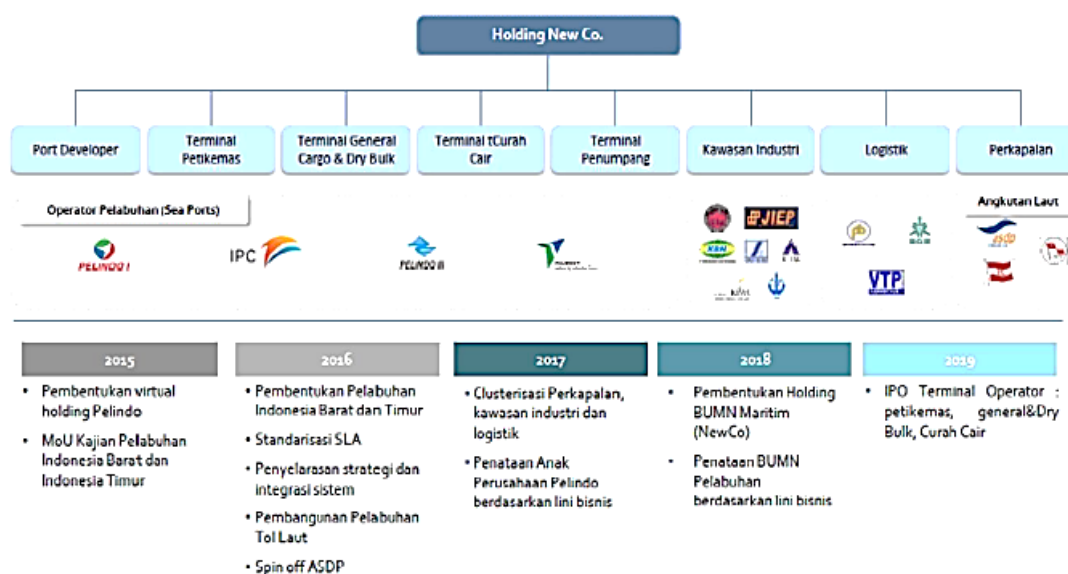 Holding New Co.
Port Developer
Terminal
Petikemas
Terminal General
Cargo & Dry Bulk
Terminal tCurah
Cair
Terminal
Penumpang
Kawasan Industri
Logistik
Perkapalan
Operator Pelabuhan (Sea Ports)
Angkutan Laut
PELINDO I
IPC
PELINDO III
JIEP
KBN
asdp
VTP
2015
• Pembentukan virtual
holding Pelindo
• MoU Kajian Pelabuhan
Indonesia Barat dan
Indonesia Timur
2016
• Pembentukan Pelabuhan
Indonesia Barat dan Timur
• Standarisasi SLA
• Penyelarasan strategi dan
integrasi sistem
• Pembangunan Pelabuhan
Tol Laut
• Spin off ASDP
2017
• Clusterisasi Perkapalan,
kawasan industri dan
logistik
• Penataan Anak
Perusahaan Pelindo
berdasarkan lini bisnis
2018
• Pembentukan Holding
BUMN Maritim
(NewCo)
• Penataan BUMN
Pelabuhan
berdasarkan lini bisnis
2019
• IPO Terminal Operator :
petikemas, general&Dry
Bulk, Curah Cair